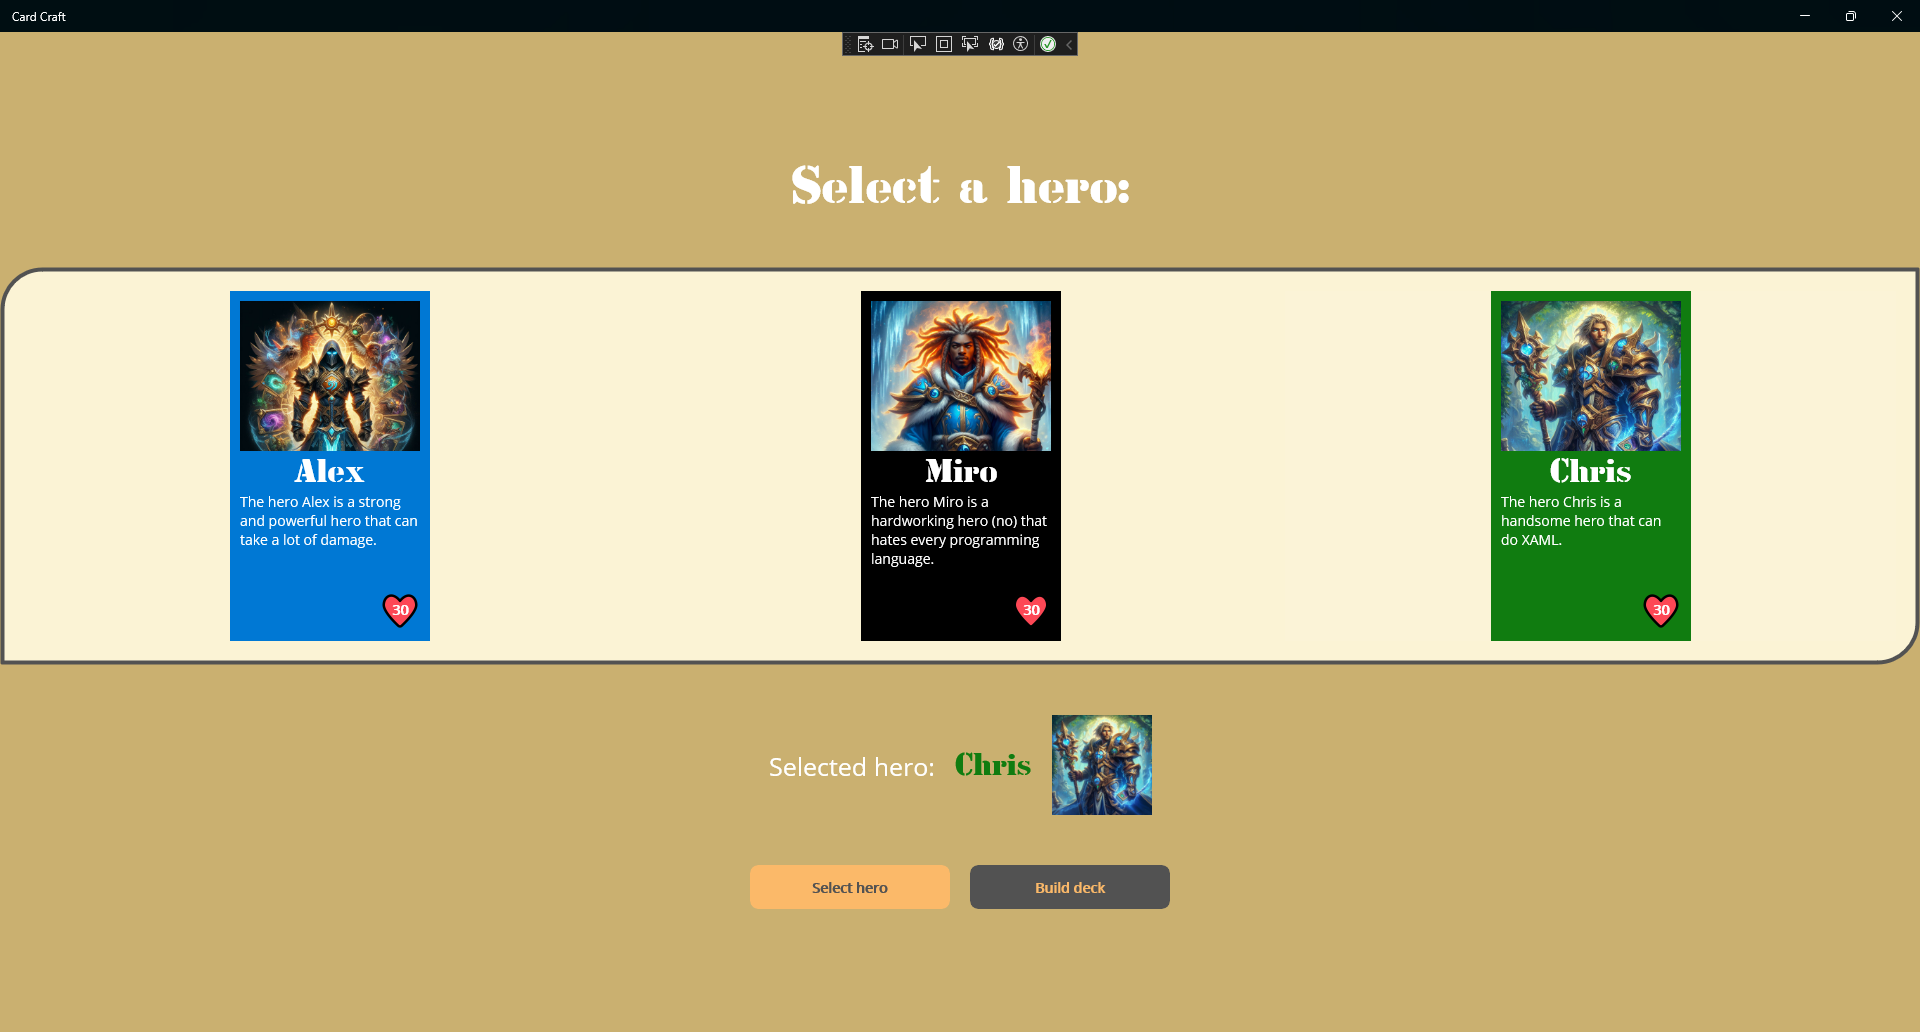 Card Craft
Select a hero:
Alex
The hero Alex is a strong
and powerful hero that can
take a lot of damage.
30
Miro
The hero Miro is a
hardworking hero (no) that
hates every programming
language.
30
Chris
The hero Chris is a
handsome hero that can
do XAML.
30
Selected hero: Chris
Select hero
Build deck